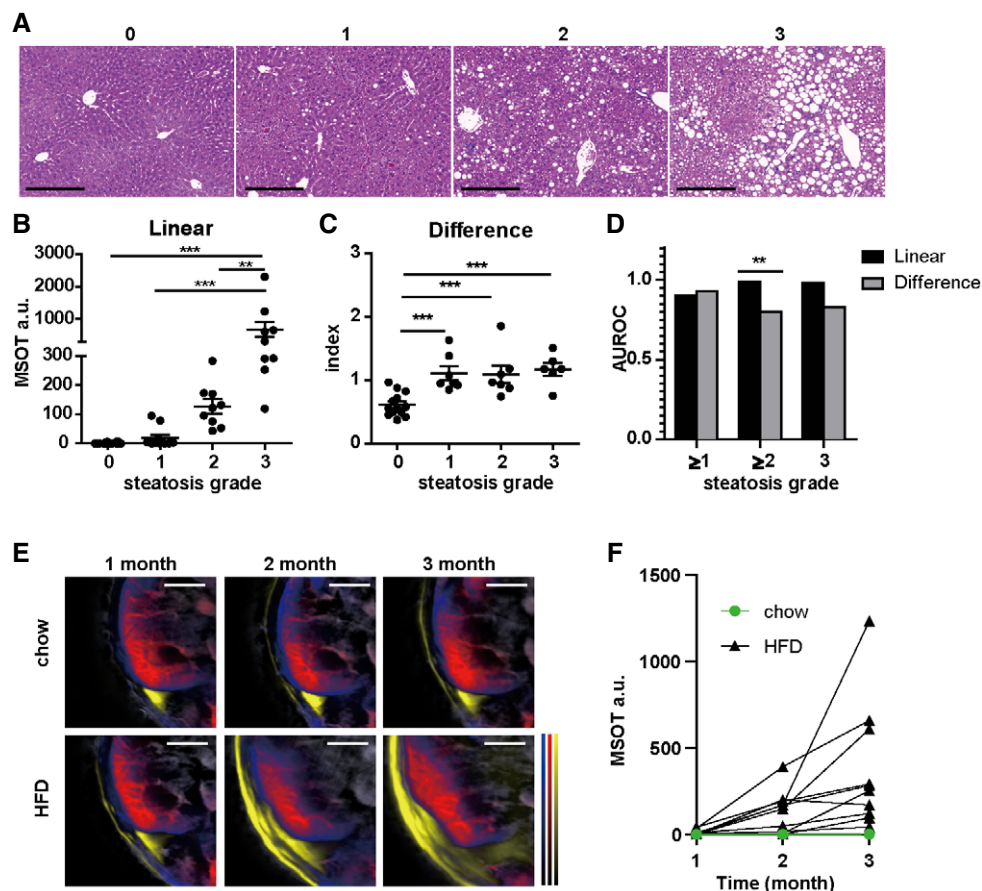 A
0 1 2 3
B
Linear
MSOT a.u.
3000
2000
1000
300
200
100
0
***
**
***
0 1 2 3
steatosis grade
C
Difference
index
3
2
1
0
***
***
***
0 1 2 3
steatosis grade
D
AUROC
1.0
0.5
0.0
**
Linear
Difference
≥1 ≥2 3
steatosis grade
E
1 month 2 month 3 month
chow
HFD
F
MSOT a.u.
1500
1000
500
0
chow
HFD
1 2 3
Time (month)